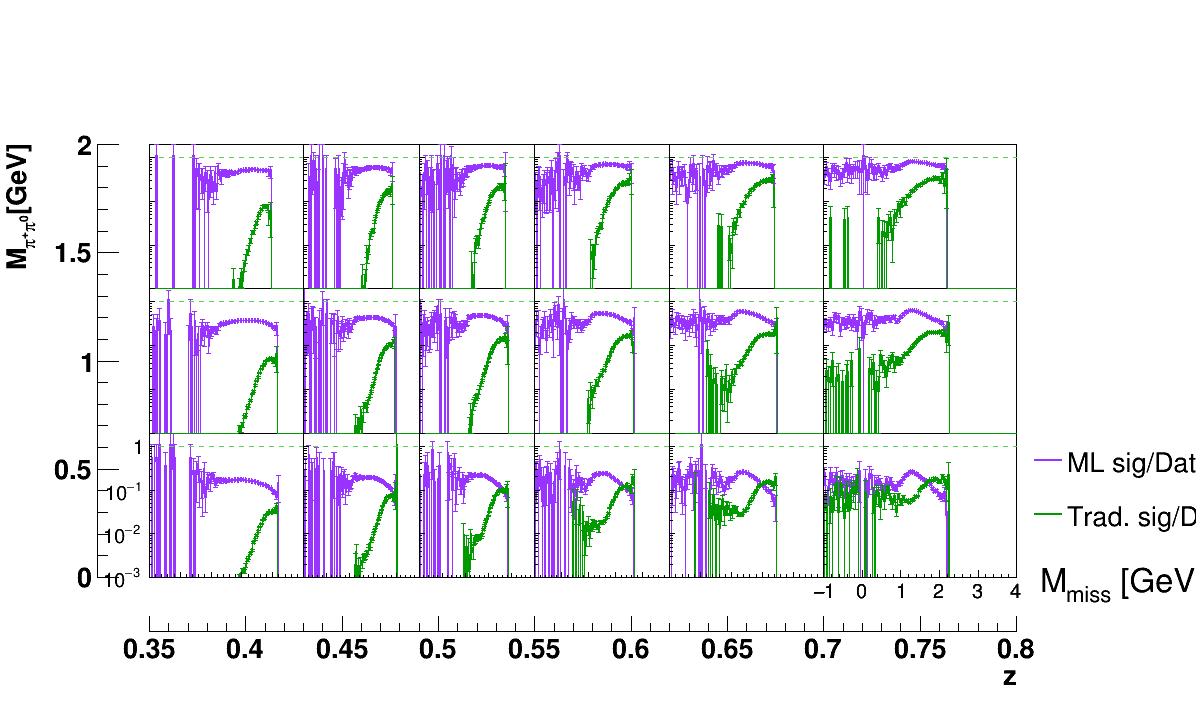 M_{π⁺π⁰}[GeV]
2
1.5
1
0.5
0
1
10⁻¹
10⁻²
10⁻³
ML sig/Dat
Trad. sig/D
−1 0 1 2 3 4
M_{miss} [GeV
0.35 0.4 0.45 0.5 0.55 0.6 0.65 0.7 0.75 0.8
z